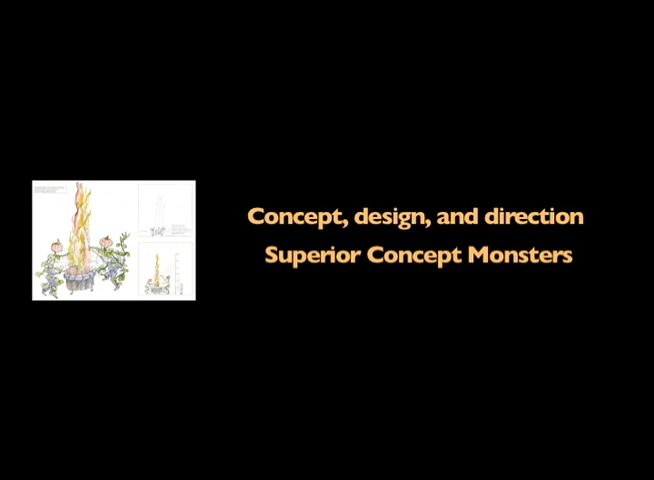 Concept, design, and direction
Superior Concept Monsters